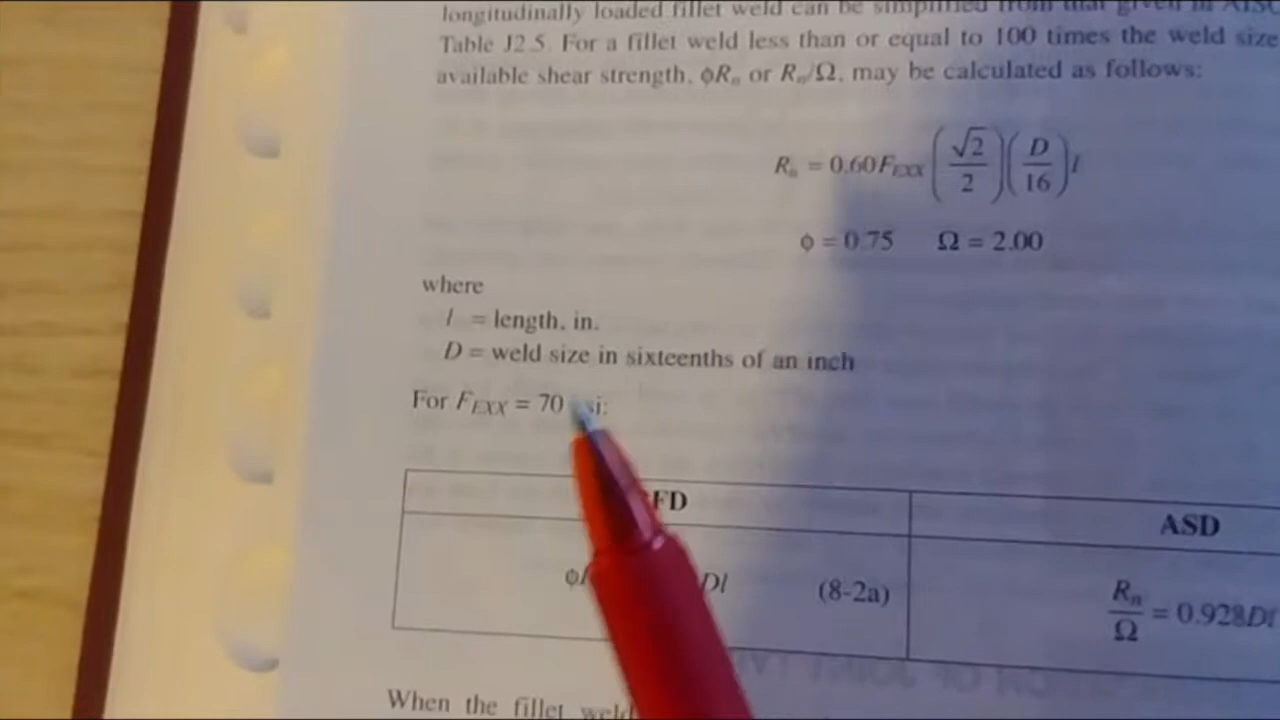 longitudinally loaded fillet weld can be simplified from that given in AISC
Table J2.5. For a fillet weld less than or equal to 100 times the weld size
available shear strength, ϕRₙ or Rₙ/Ω, may be calculated as follows:
Rₙ = 0.60F_EXX (√2/2)(D/16)l
ϕ = 0.75 Ω = 2.00
where
l = length, in.
D = weld size in sixteenths of an inch
For F_EXX = 70 si:
FD ASD
Dl (8-2a) Rₙ/Ω = 0.928Dl
When the fillet weld